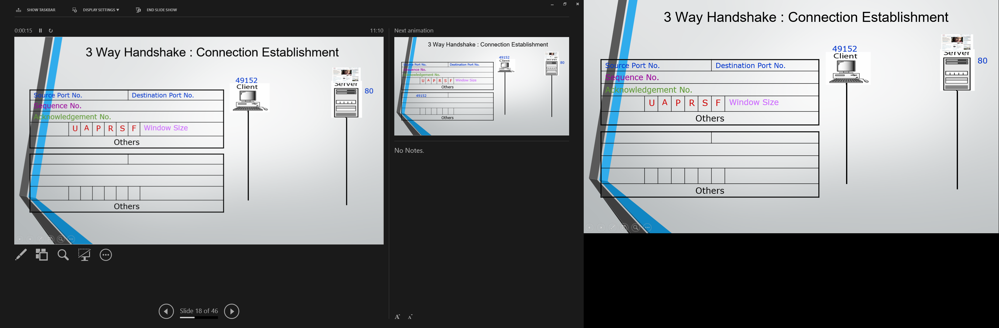 SHOW TASKBAR
DISPLAY SETTINGS ▼
END SLIDE SHOW
0:00:15
11:10
3 Way Handshake : Connection Establishment
49152
Client
Server
80
Source Port No.
Destination Port No.
Sequence No.
Acknowledgement No.
U A P R S F Window Size
Others
Others
Slide 18 of 46
Next animation
3 Way Handshake : Connection Establishment
49152
Client
Server
80
Source Port No.
Destination Port No.
Sequence No.
Acknowledgement No.
U A P R S F Window Size
Others
49152
Others
No Notes.
A A
3 Way Handshake : Connection Establishment
49152
Client
Server
80
Source Port No.
Destination Port No.
Sequence No.
Acknowledgement No.
U A P R S F Window Size
Others
Others